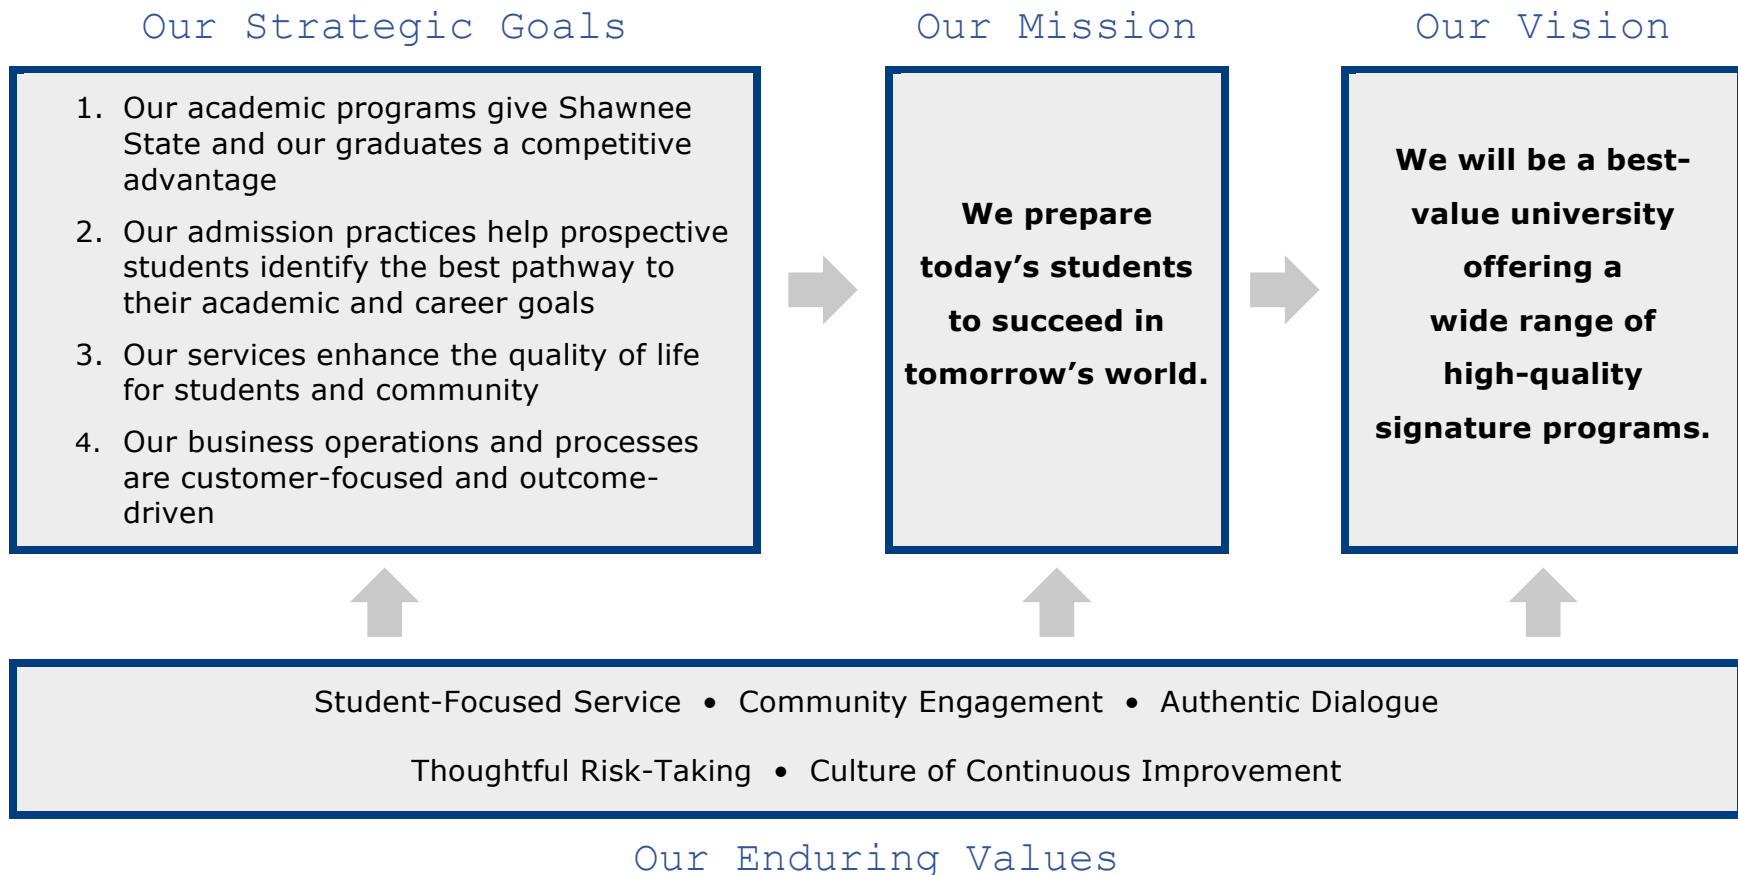 Our Strategic Goals
1. Our academic programs give Shawnee
State and our graduates a competitive
advantage
2. Our admission practices help prospective
students identify the best pathway to
their academic and career goals
3. Our services enhance the quality of life
for students and community
4. Our business operations and processes
are customer-focused and outcome-
driven
Our Mission
We prepare
today’s students
to succeed in
tomorrow’s world.
Our Vision
We will be a best-
value university
offering a
wide range of
high-quality
signature programs.
Student-Focused Service • Community Engagement • Authentic Dialogue
Thoughtful Risk-Taking • Culture of Continuous Improvement
Our Enduring Values